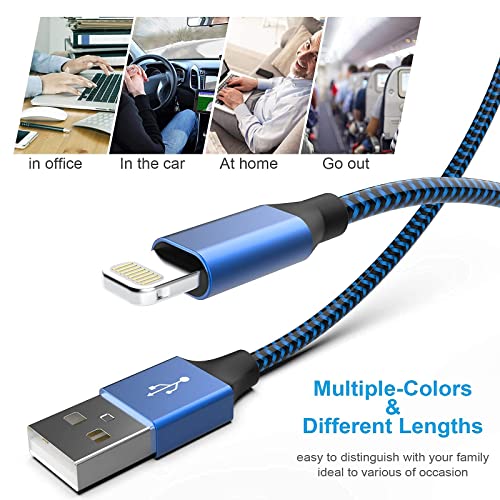 in office
In the car
At home
Go out
Multiple-Colors
&
Different Lengths
easy to distinguish with your family
ideal to various of occasion